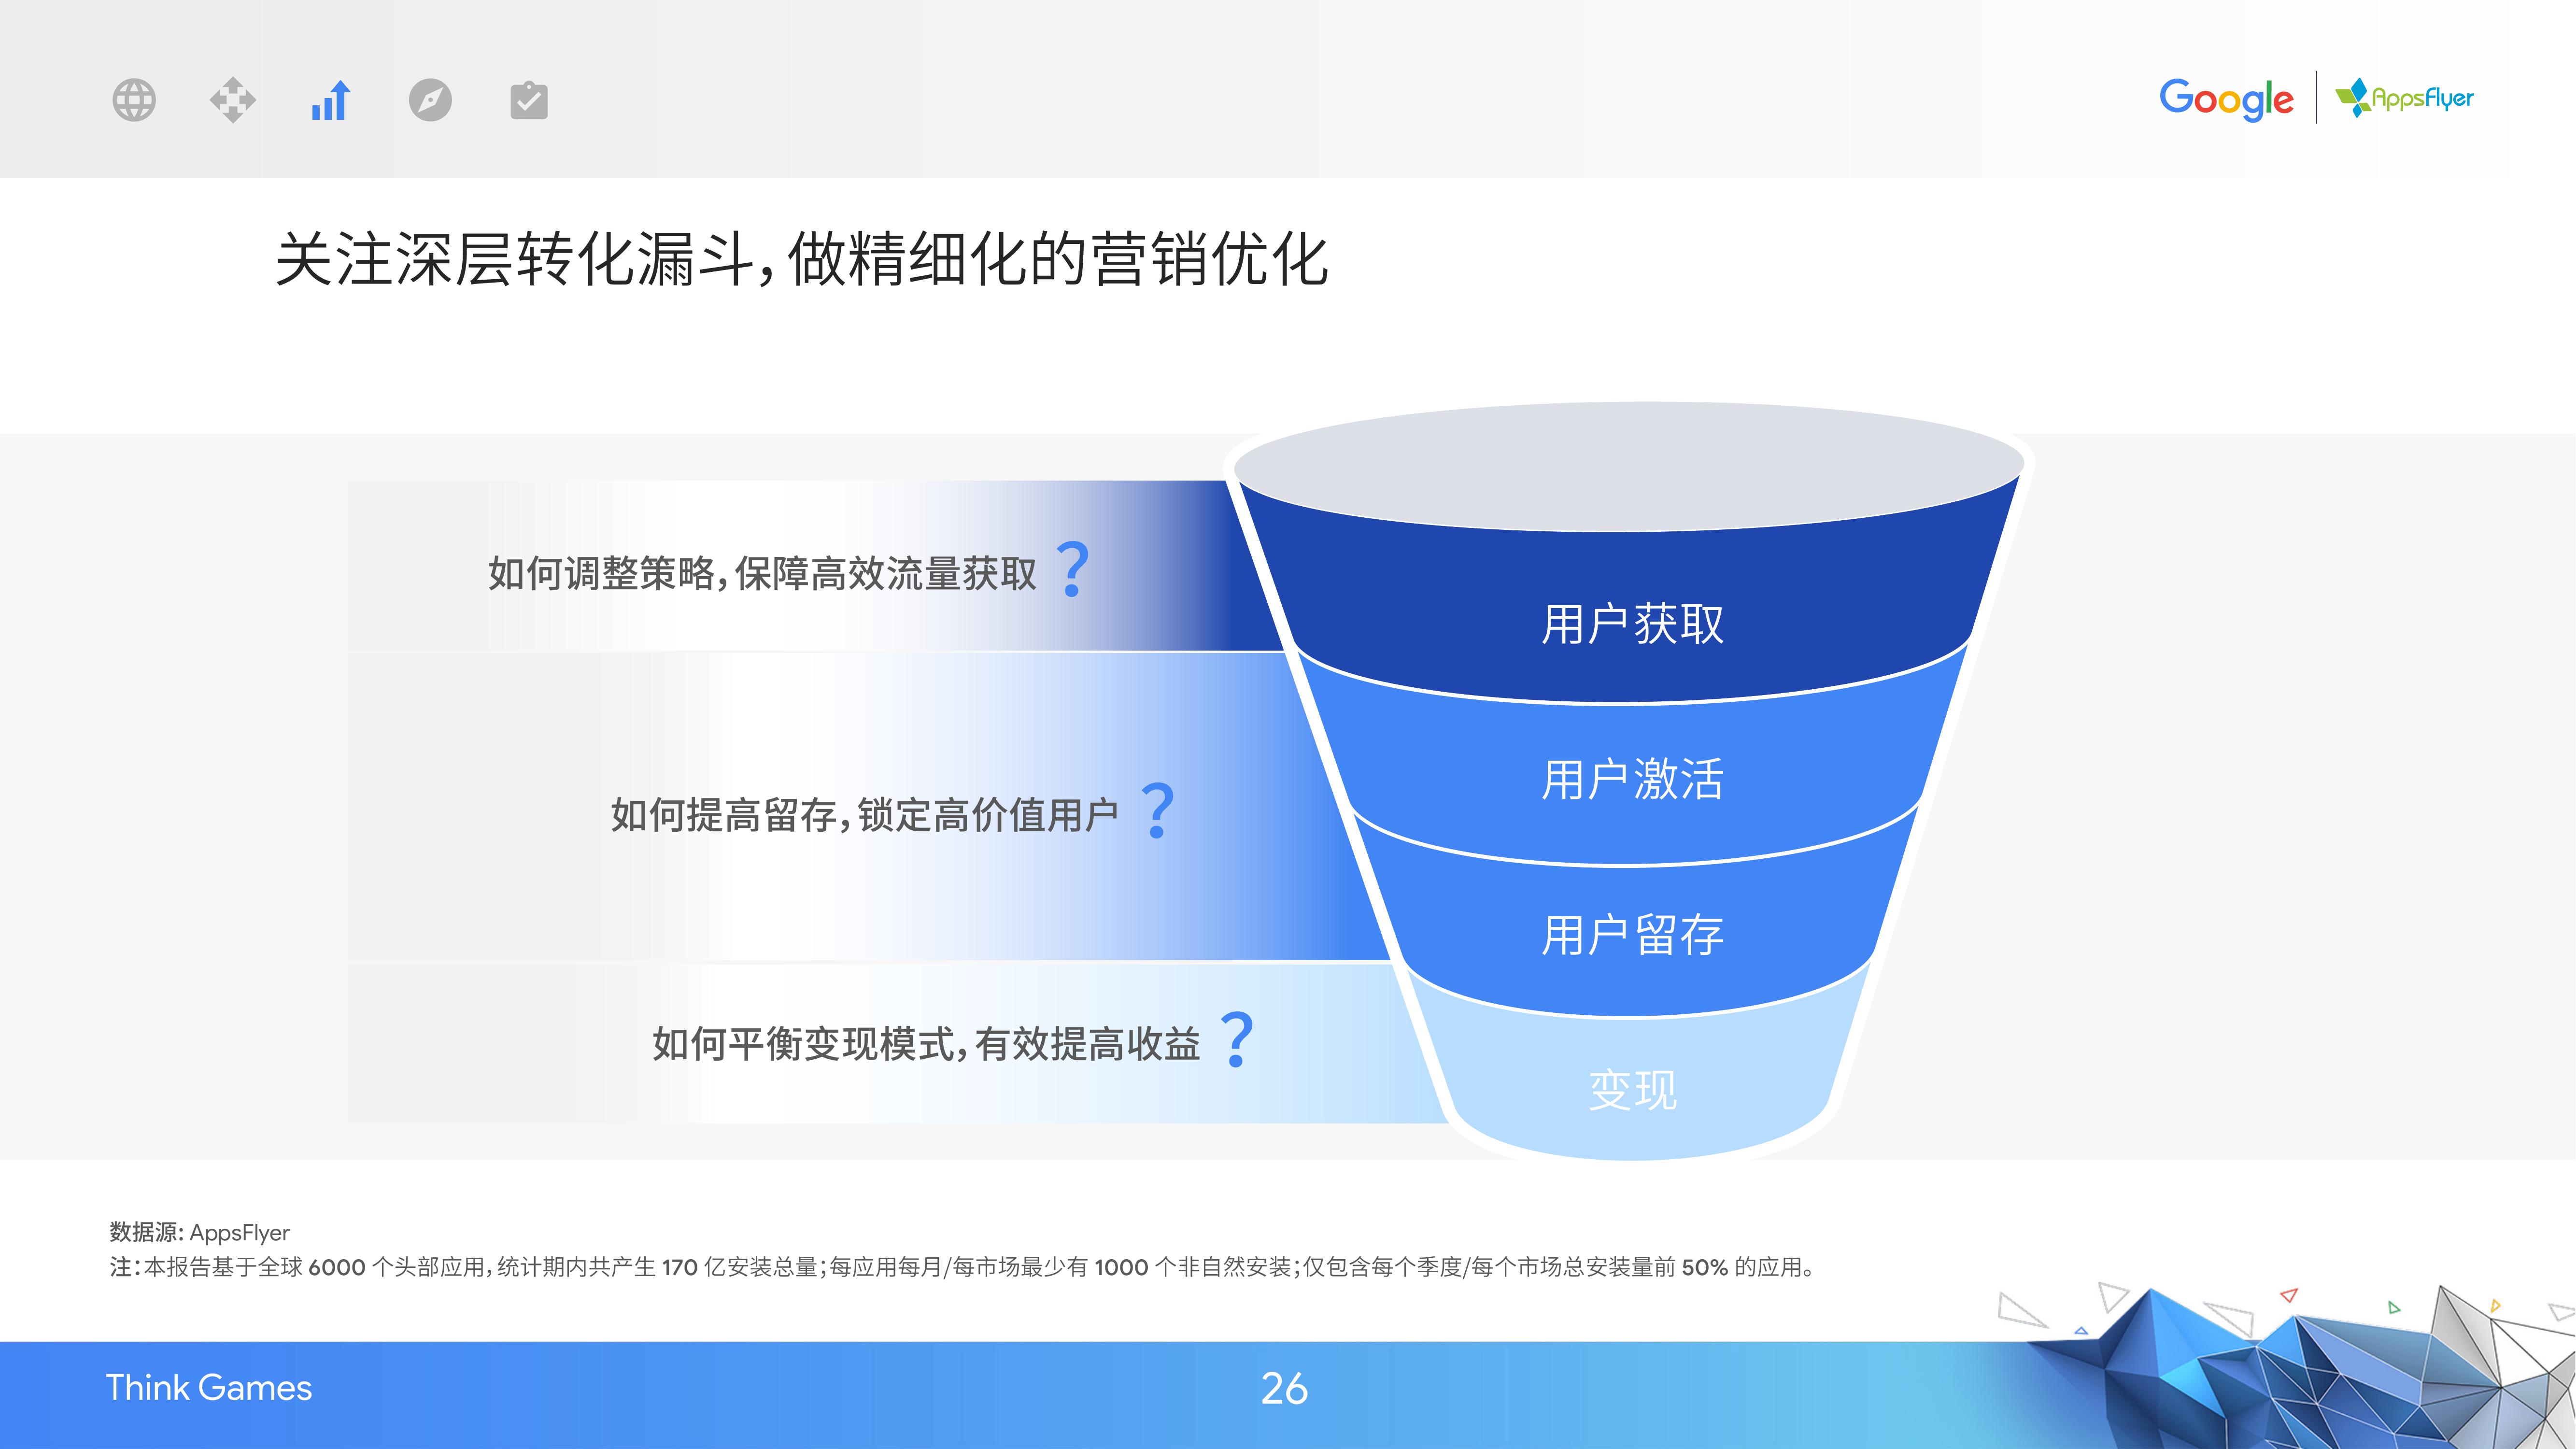 Google
AppsFlyer
关注深层转化漏斗，做精细化的营销优化
如何调整策略，保障高效流量获取？
用户获取
用户激活
如何提高留存，锁定高价值用户？
用户留存
如何平衡变现模式，有效提高收益？
变现
数据源: AppsFlyer
注：本报告基于全球 6000 个头部应用，统计期内共产生 170 亿安装总量；每应用每月/每市场最少有 1000 个非自然安装；仅包含每个季度/每个市场总安装量前 50% 的应用。
Think Games
26